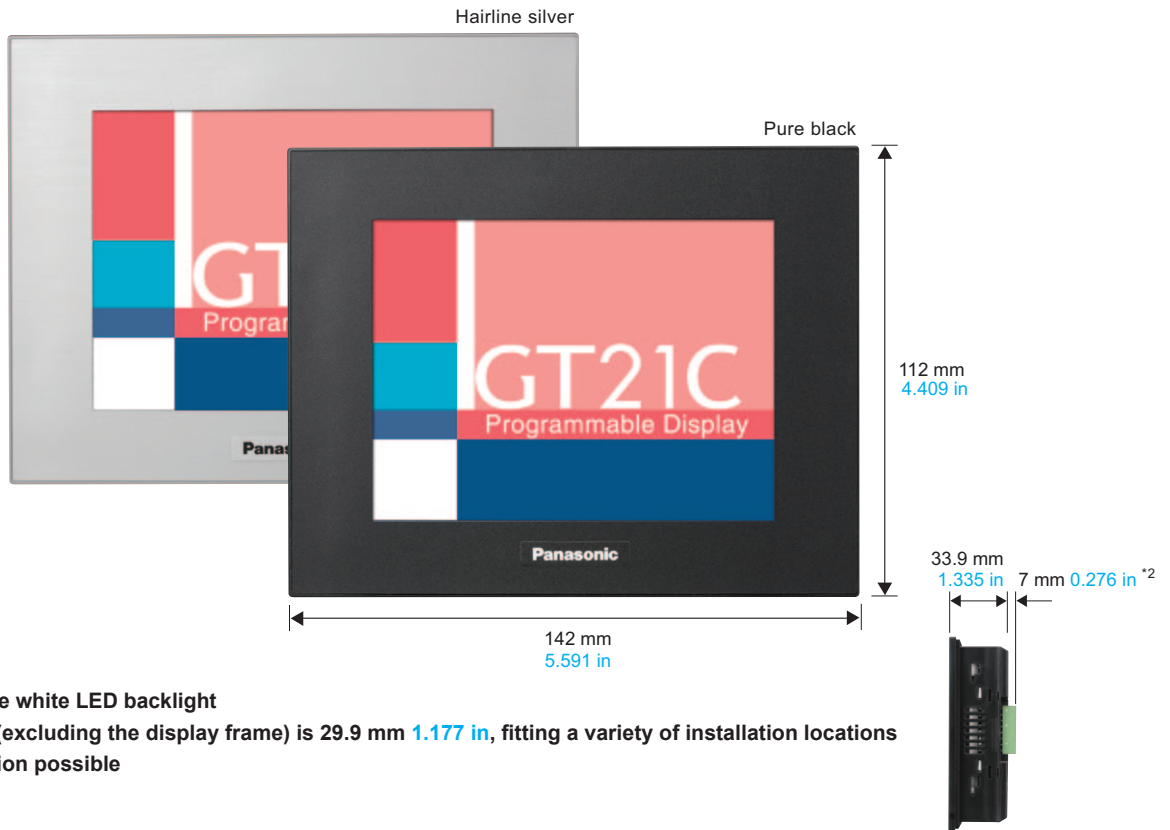 Hairline silver
Pure black
GT
Progra
Panas
GT21C
Programmable Display
Panasonic
112 mm
4.409 in
142 mm
5.591 in
33.9 mm
1.335 in
7 mm 0.276 in *2
e white LED backlight
(excluding the display frame) is 29.9 mm 1.177 in, fitting a variety of installation locations
ion possible